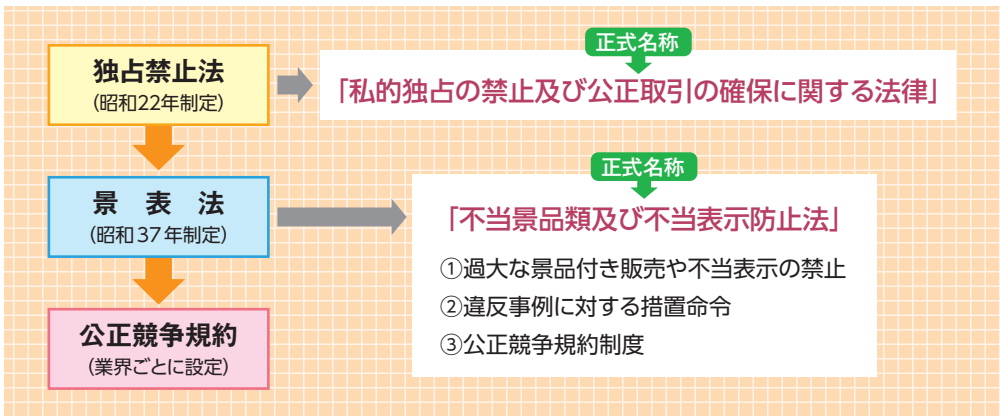 独占禁止法
(昭和22年制定)
正式名称
「私的独占の禁止及び公正取引の確保に関する法律」
景 表 法
(昭和37年制定)
正式名称
「不当景品類及び不当表示防止法」
①過大な景品付き販売や不当表示の禁止
②違反事例に対する措置命令
③公正競争規約制度
公正競争規約
(業界ごとに設定)